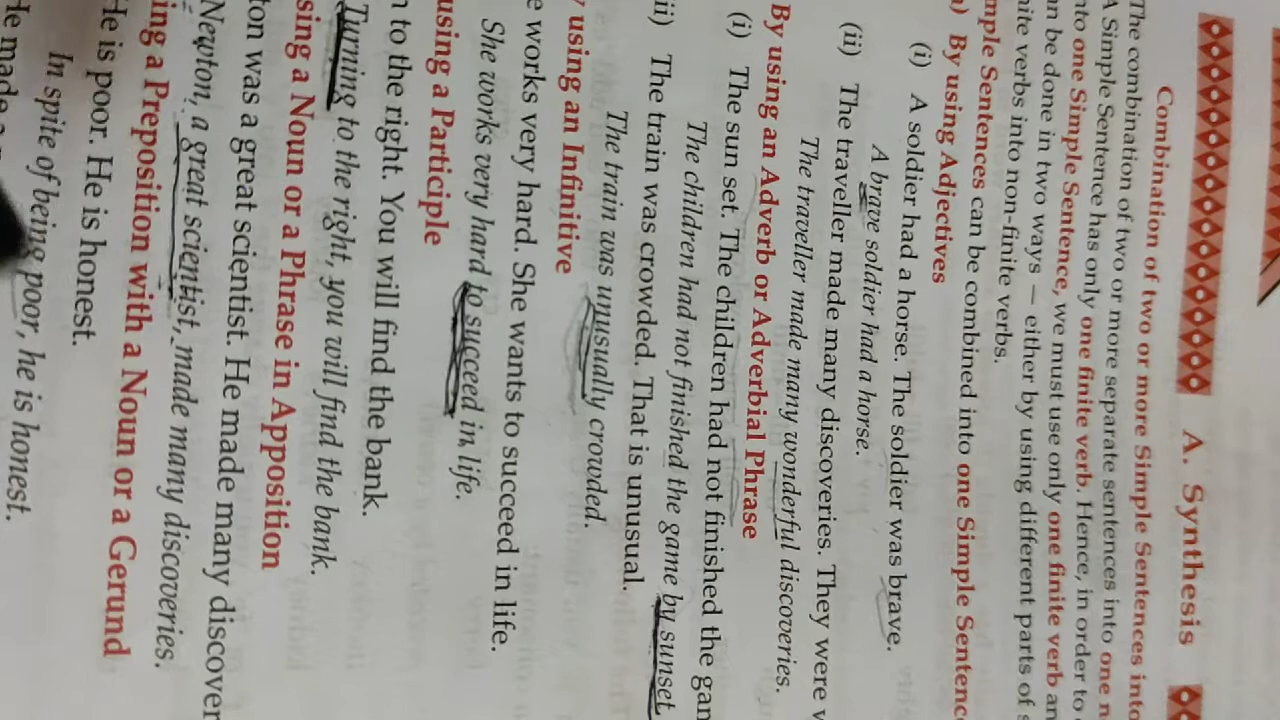 A. Synthesis
Combination of two or more Simple Sentences into
The combination of two or more separate sentences into one n
A Simple Sentence has only one finite verb. Hence, in order to
nto one Simple Sentence, we must use only one finite verb an
n be done in two ways – either by using different parts of s
nite verbs into non-finite verbs.
mple Sentences can be combined into one Simple Sentenc
) By using Adjectives
(i) A soldier had a horse. The soldier was brave.
A brave soldier had a horse.
(ii) The traveller made many discoveries. They were w
The traveller made many wonderful discoveries.
By using an Adverb or Adverbial Phrase
(i) The sun set. The children had not finished the gam
The children had not finished the game by sunset.
ii) The train was crowded. That is unusual.
The train was unusually crowded.
y using an Infinitive
e works very hard. She wants to succeed in life.
She works very hard to succeed in life.
using a Participle
n to the right. You will find the bank.
Turning to the right, you will find the bank.
sing a Noun or a Phrase in Apposition
ton was a great scientist. He made many discover
Newton, a great scientist, made many discoveries.
ing a Preposition with a Noun or a Gerund
He is poor. He is honest.
In spite of being poor, he is honest.
He made